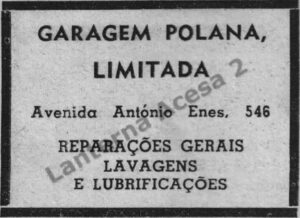 GARAGEM POLANA,
LIMITADA
Avenida António Enes, 546
REPARAÇÕES GERAIS
LAVAGENS
E LUBRIFICAÇÕES
Lanterna Acesa 2